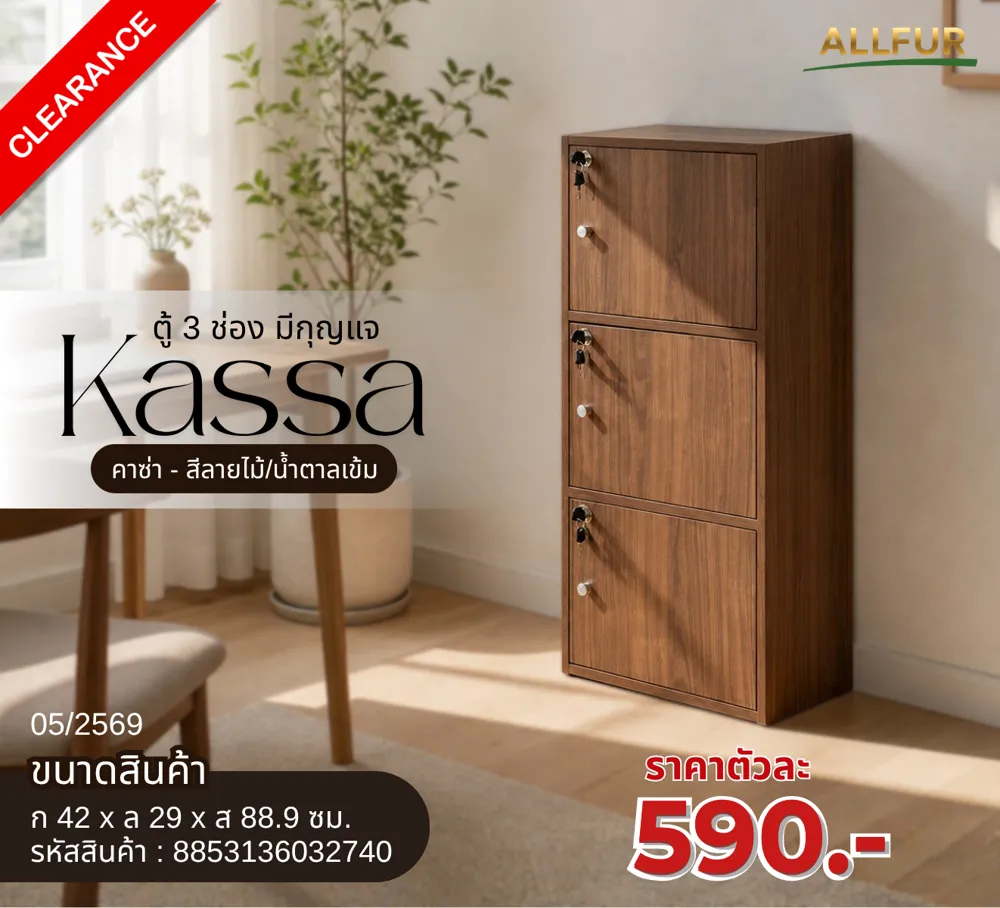 CLEARANCE
ALLFUR
ตู้ 3 ช่อง มีกุญแจ
Kassa
คาซ่า - สีลายไม้/น้ำตาลเข้ม
05/2569
ขนาดสินค้า
ก 42 x ล 29 x ส 88.9 ซม.
รหัสสินค้า : 8853136032740
ราคาตัวละ
590.-